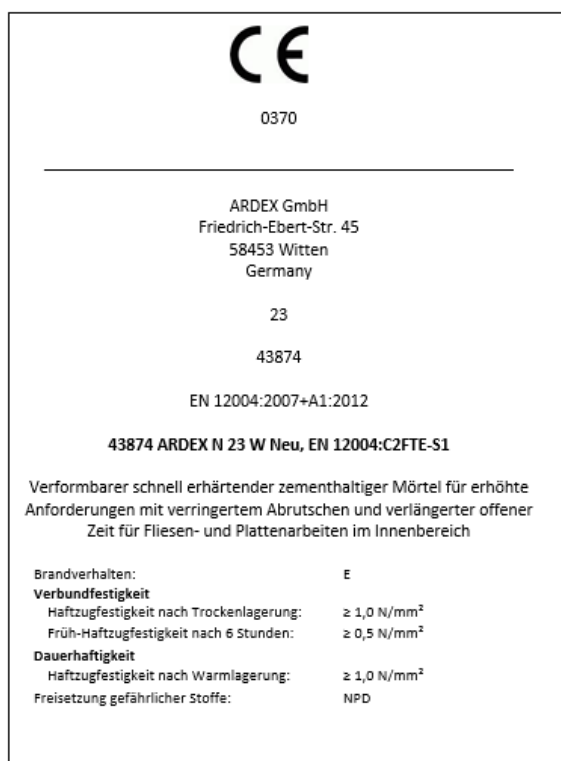 CE
0370
ARDEX GmbH
Friedrich-Ebert-Str. 45
58453 Witten
Germany
23
43874
EN 12004:2007+A1:2012
43874 ARDEX N 23 W Neu, EN 12004:C2FTE-S1
Verformbarer schnell erhärtender zementhaltiger Mörtel für erhöhte
Anforderungen mit verringertem Abrutschen und verlängerter offener
Zeit für Fliesen- und Plattenarbeiten im Innenbereich
Brandverhalten: E
Verbundfestigkeit
Haftzugfestigkeit nach Trockenlagerung: ≥ 1,0 N/mm²
Früh-Haftzugfestigkeit nach 6 Stunden: ≥ 0,5 N/mm²
Dauerhaftigkeit
Haftzugfestigkeit nach Warmlagerung: ≥ 1,0 N/mm²
Freisetzung gefährlicher Stoffe: NPD